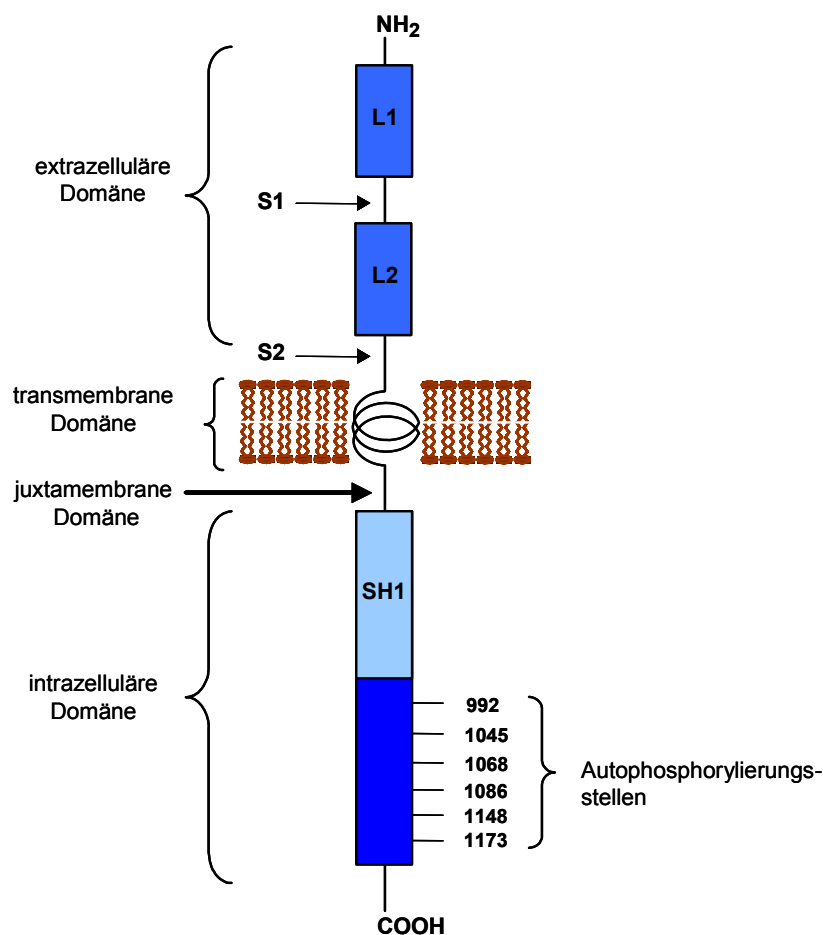 NH2
L1
extrazelluläre
Domäne
S1
L2
S2
transmembrane
Domäne
juxtamembrane
Domäne
SH1
intrazelluläre
Domäne
992
1045
1068
1086
1148
1173
Autophosphorylierungs-
stellen
COOH